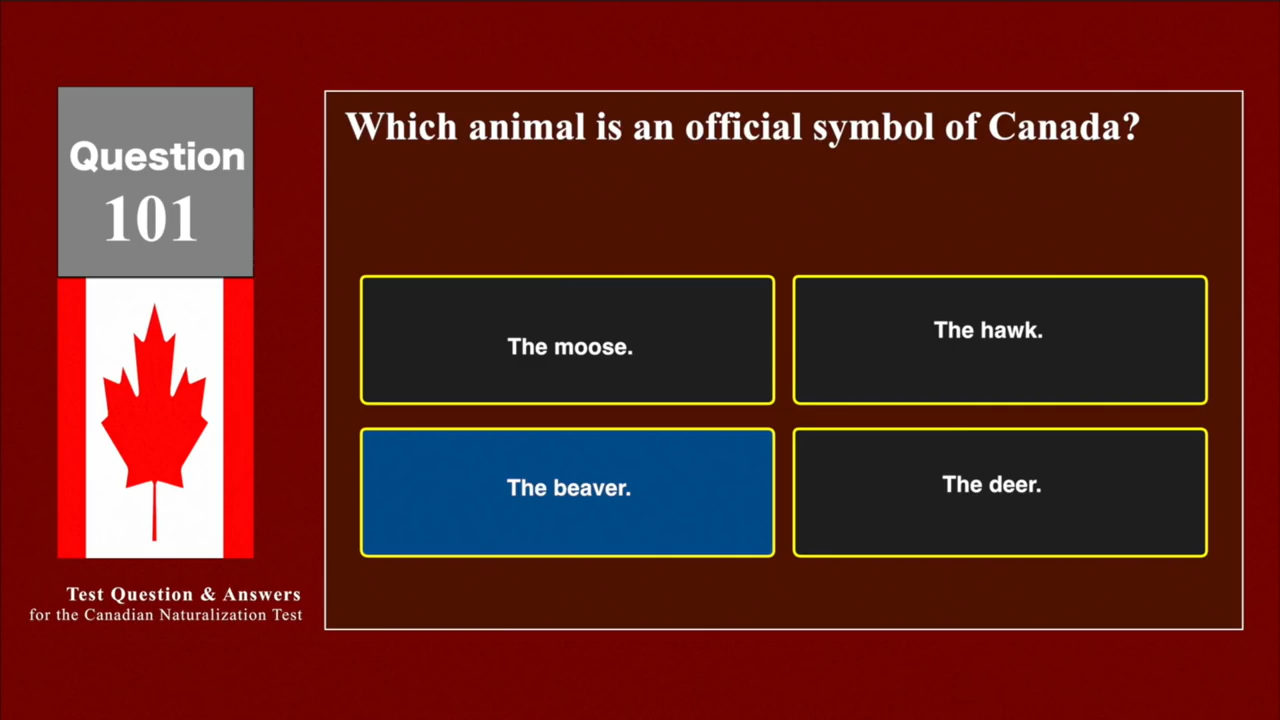 Question
101
Which animal is an official symbol of Canada?
The moose.
The hawk.
The beaver.
The deer.
Test Question & Answers
for the Canadian Naturalization Test